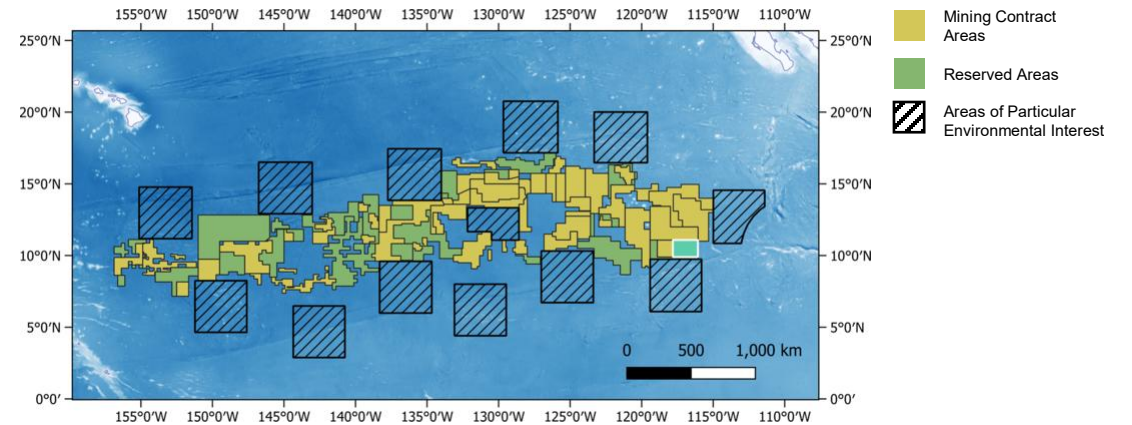 155°0′W 150°0′W 145°0′W 140°0′W 135°0′W 130°0′W 125°0′W 120°0′W 115°0′W 110°0′W
Mining Contract
Areas
25°0′N 25°0′N
Reserved Areas
20°0′N 20°0′N
Areas of Particular
Environmental Interest
15°0′N 15°0′N
10°0′N 10°0′N
5°0′N 5°0′N
0 500 1,000 km
0°0′ 0°0′
155°0′W 150°0′W 145°0′W 140°0′W 135°0′W 130°0′W 125°0′W 120°0′W 115°0′W 110°0′W